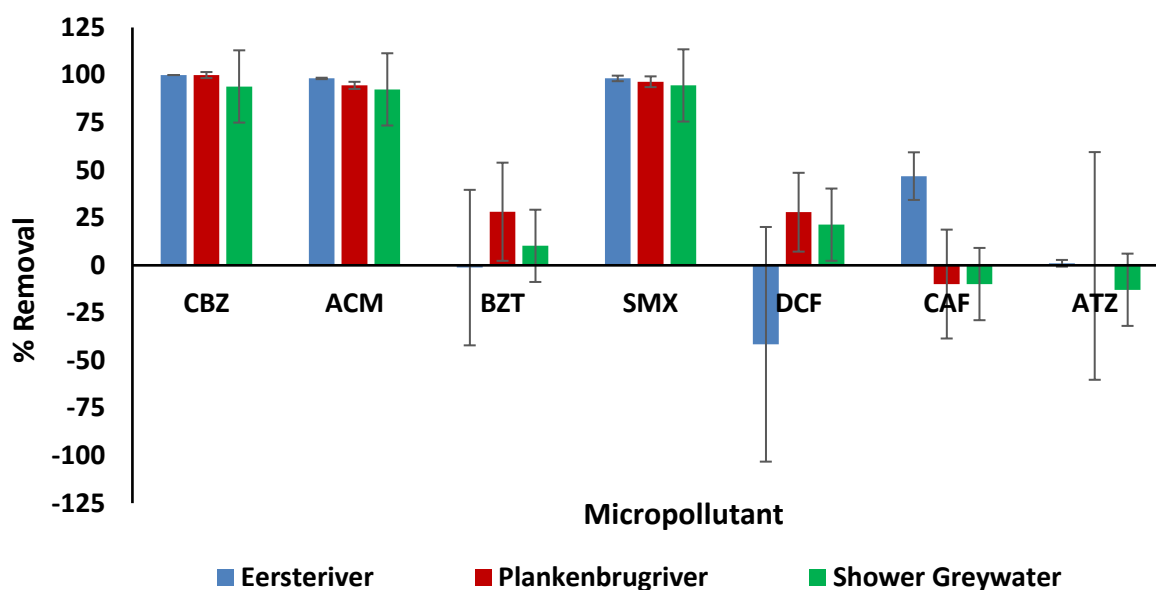 125
100
75
50
25
0
-25
-50
-75
-100
-125
% Removal
CBZ ACM BZT SMX DCF CAF ATZ
Micropollutant
Eersteriver Plankenbrugriver Shower Greywater